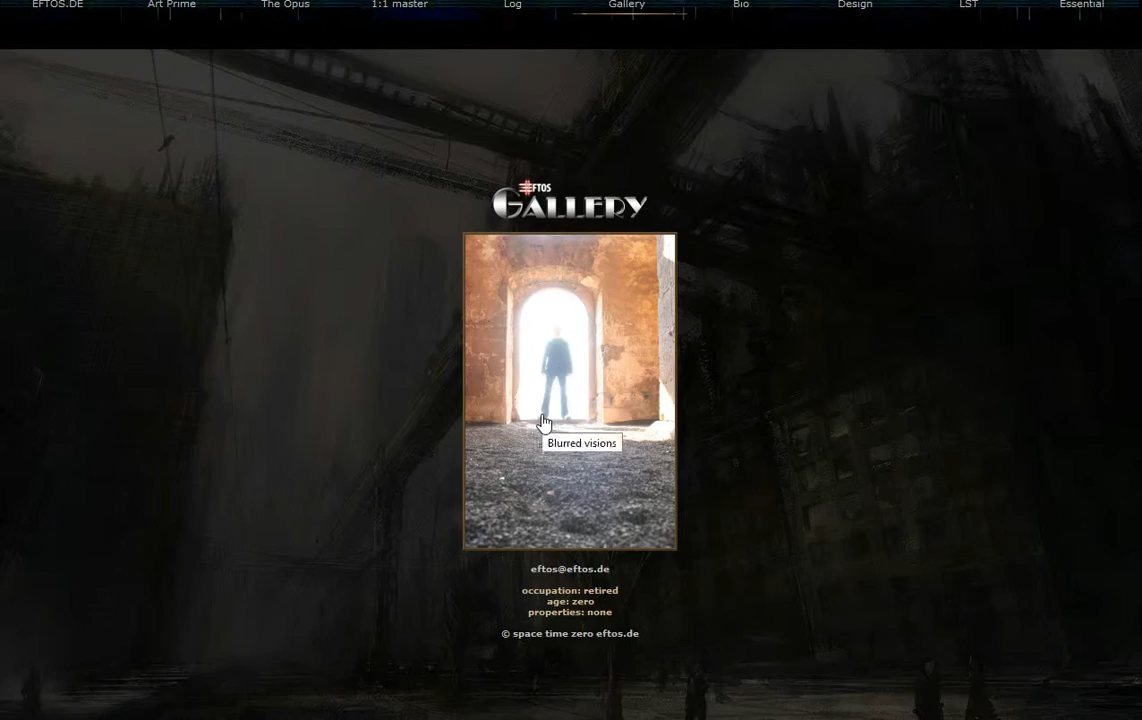 EFTOS.DE Art Prime The Opus 1:1 master Log Gallery Bio Design LST Essential
EFTOS
GALLERY
Blurred visions
eftos@eftos.de
occupation: retired
age: zero
properties: none
© space time zero eftos.de